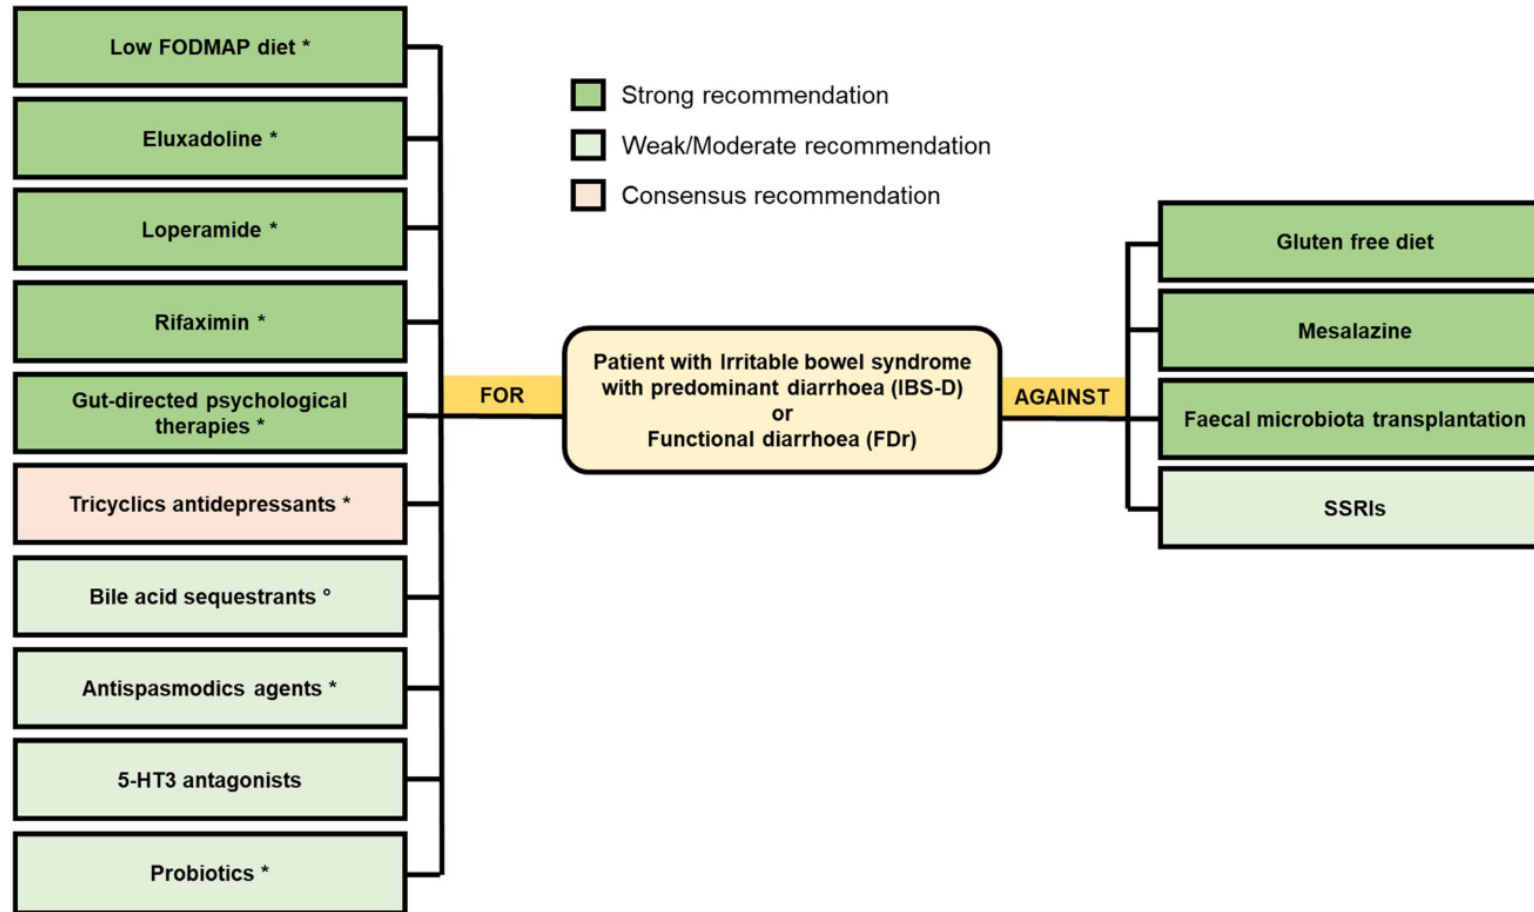 Low FODMAP diet *
Eluxadoline *
Loperamide *
Rifaximin *
Gut-directed psychological
therapies *
Tricyclics antidepressants *
Bile acid sequestrants °
Antispasmodics agents *
5-HT3 antagonists
Probiotics *
Strong recommendation
Weak/Moderate recommendation
Consensus recommendation
FOR
Patient with Irritable bowel syndrome
with predominant diarrhoea (IBS-D)
or
Functional diarrhoea (FDr)
AGAINST
Gluten free diet
Mesalazine
Faecal microbiota transplantation
SSRIs